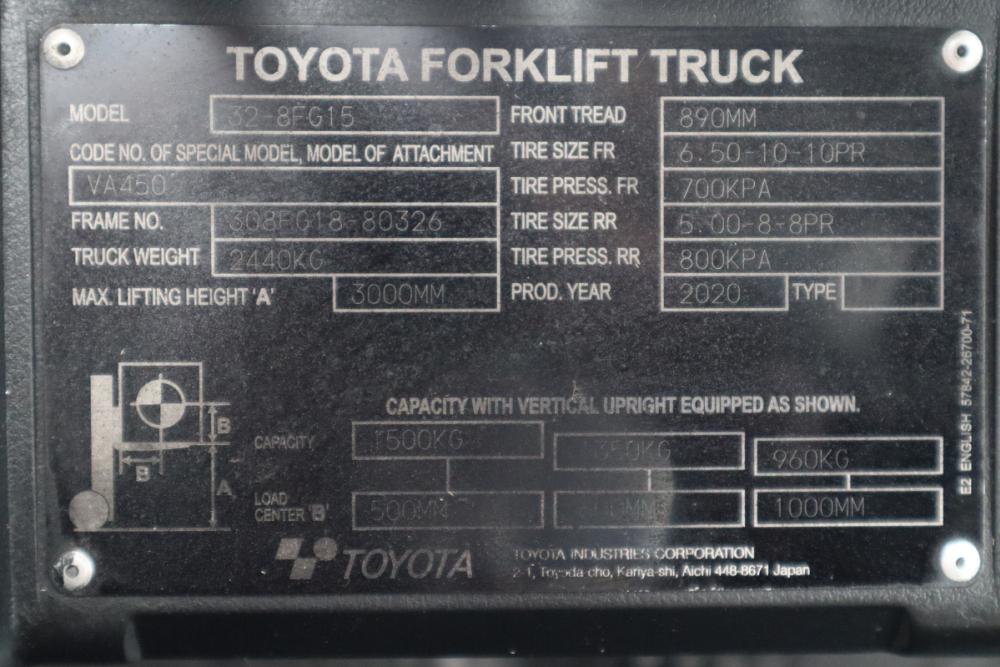 TOYOTA FORKLIFT TRUCK
MODEL 32-8FG15
CODE NO. OF SPECIAL MODEL, MODEL OF ATTACHMENT
VA450
FRAME NO.
TRUCK WEIGHT 2440KG
MAX. LIFTING HEIGHT 'A' 3000MM
FRONT TREAD 890MM
TIRE SIZE FR 6.50-10-10PR
TIRE PRESS. FR 700KPA
TIRE SIZE RR 5.00-8-8PR
TIRE PRESS. RR 800KPA
PROD. YEAR 2020 TYPE
B
B
A
CAPACITY WITH VERTICAL UPRIGHT EQUIPPED AS SHOWN.
CAPACITY 1500KG 960KG
LOAD
CENTER 'B' 500MM 1000MM
TOYOTA
TOYOTA INDUSTRIES CORPORATION
2-1, Toyoda-cho, Kariya-shi, Aichi 448-8671 Japan
E2 ENGLISH 57842-26700-71